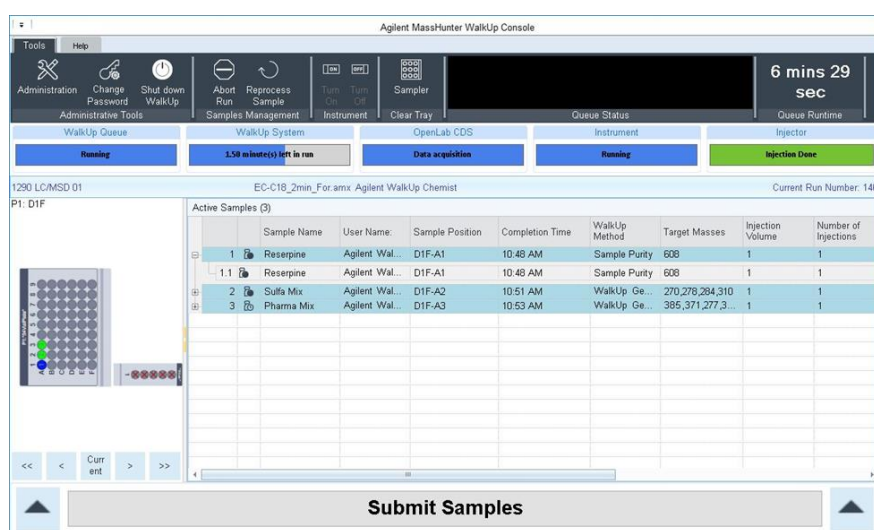 Agilent MassHunter WalkUp Console
Tools Help
Administration Change Password Shut down WalkUp Abort Run Reprocess Sample Turn On Turn Off Sampler 6 mins 29 sec
Administrative Tools Samples Management Instrument Clear Tray Queue Status Queue Runtime
WalkUp Queue WalkUp System OpenLab CDS Instrument Injector
Running 1.50 minute(s) left in run Data acquisition Running Injection Done
1290 LC/MSD 01 EC-C18_2min_For.amx Agilent WalkUp Chemist Current Run Number: 140
P1: D1F Active Samples (3)
Sample Name User Name: Sample Position Completion Time WalkUp Method Target Masses Injection Volume Number of Injections
1 Reserpine Agilent Wal... D1F-A1 10:48 AM Sample Purity 608 1 1
1.1 Reserpine Agilent Wal... D1F-A1 10:48 AM Sample Purity 608 1 1
2 Sulfa Mix Agilent Wal... D1F-A2 10:51 AM WalkUp Ge... 270,278,284,310 1 1
3 Pharma Mix Agilent Wal... D1F-A3 10:53 AM WalkUp Ge... 385,371,277,3... 1 1
A B C D E F
<< < Curr ent > >>
Submit Samples